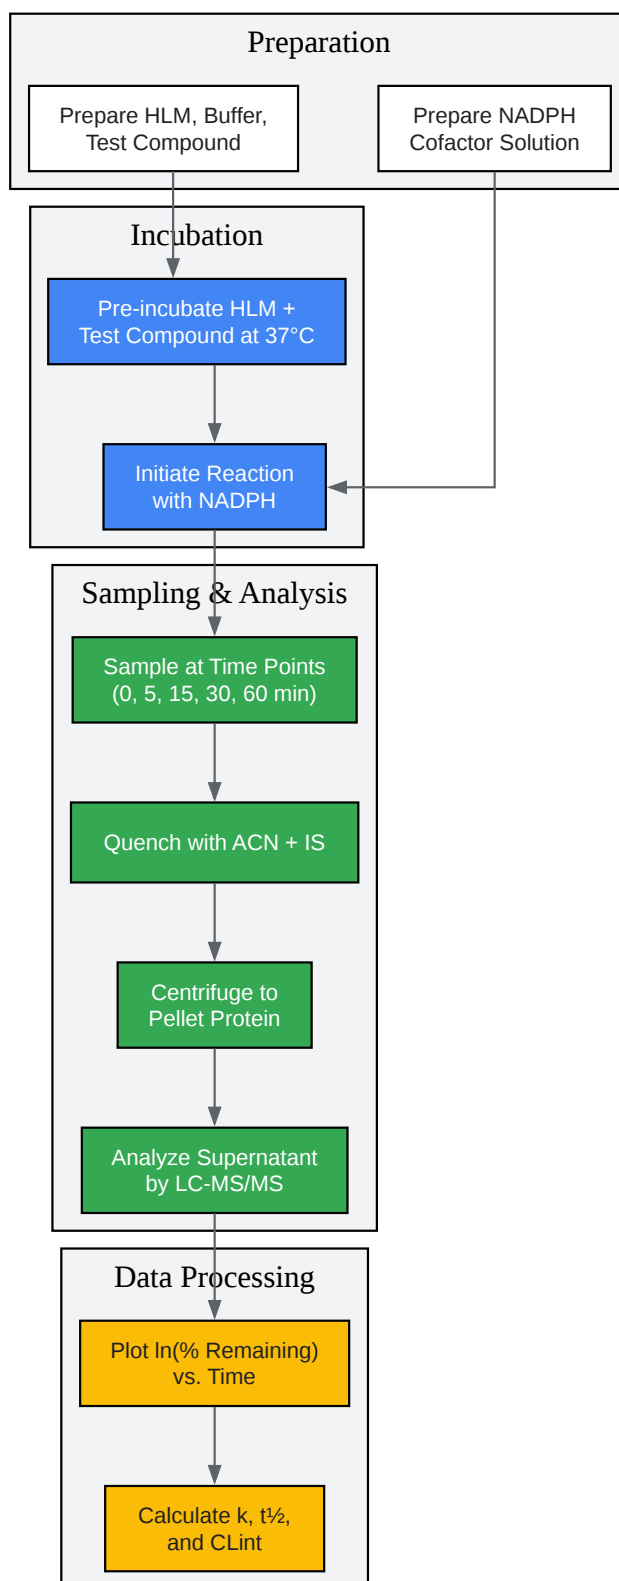 Preparation
Prepare HLM, Buffer,
Test Compound
Prepare NADPH
Cofactor Solution
Incubation
Pre-incubate HLM +
Test Compound at 37°C
Initiate Reaction
with NADPH
Sampling & Analysis
Sample at Time Points
(0, 5, 15, 30, 60 min)
Quench with ACN + IS
Centrifuge to
Pellet Protein
Analyze Supernatant
by LC-MS/MS
Data Processing
Plot ln(% Remaining)
vs. Time
Calculate k, t½,
and CLint